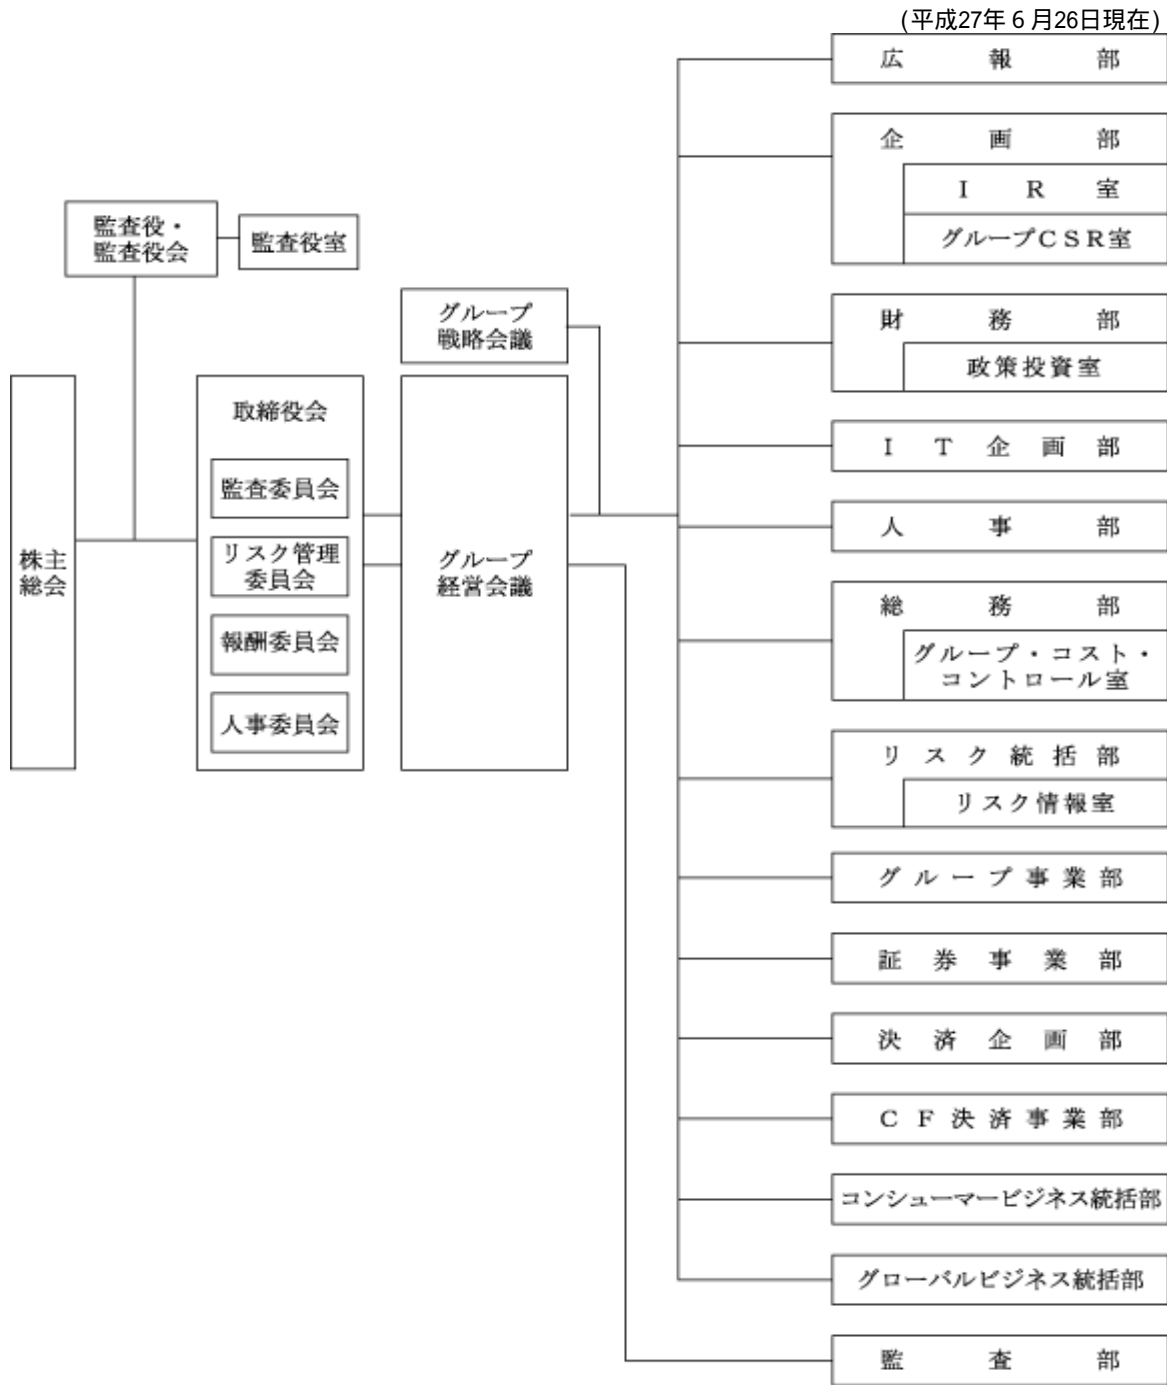 (平成27年６月26日現在)
監査役・
監査役会
監査役室
株主
総会
取締役会
監査委員会
リスク管理
委員会
報酬委員会
人事委員会
グループ
戦略会議
グループ
経営会議
広報部
企画部
ＩＲ室
グループＣＳＲ室
財務部
政策投資室
ＩＴ企画部
人事部
総務部
グループ・コスト・
コントロール室
リスク統括部
リスク情報室
グループ事業部
証券事業部
決済企画部
ＣＦ決済事業部
コンシューマービジネス統括部
グローバルビジネス統括部
監査部